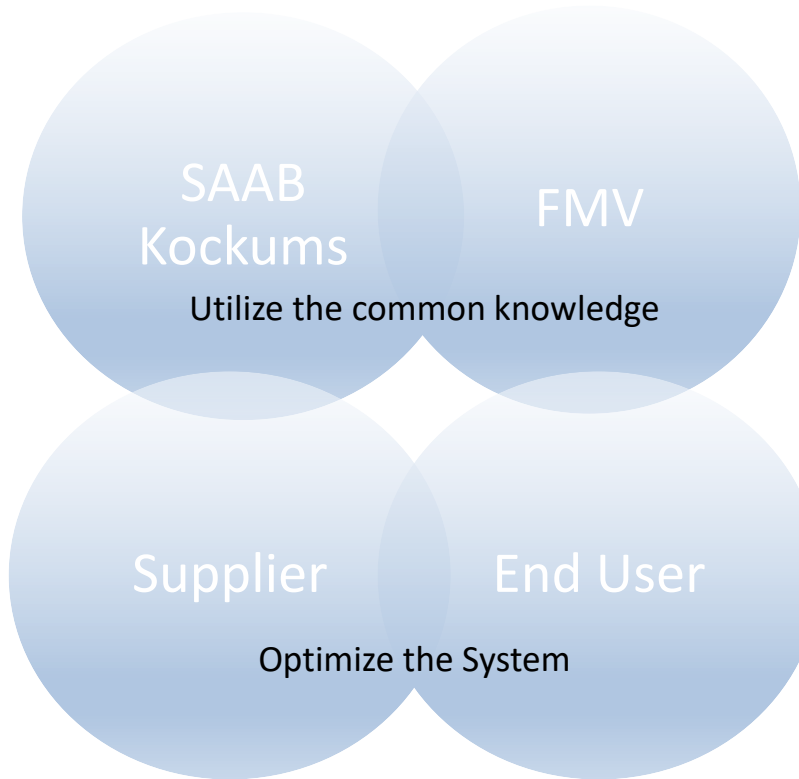 SAAB
Kockums
FMV
Utilize the common knowledge
Supplier
End User
Optimize the System